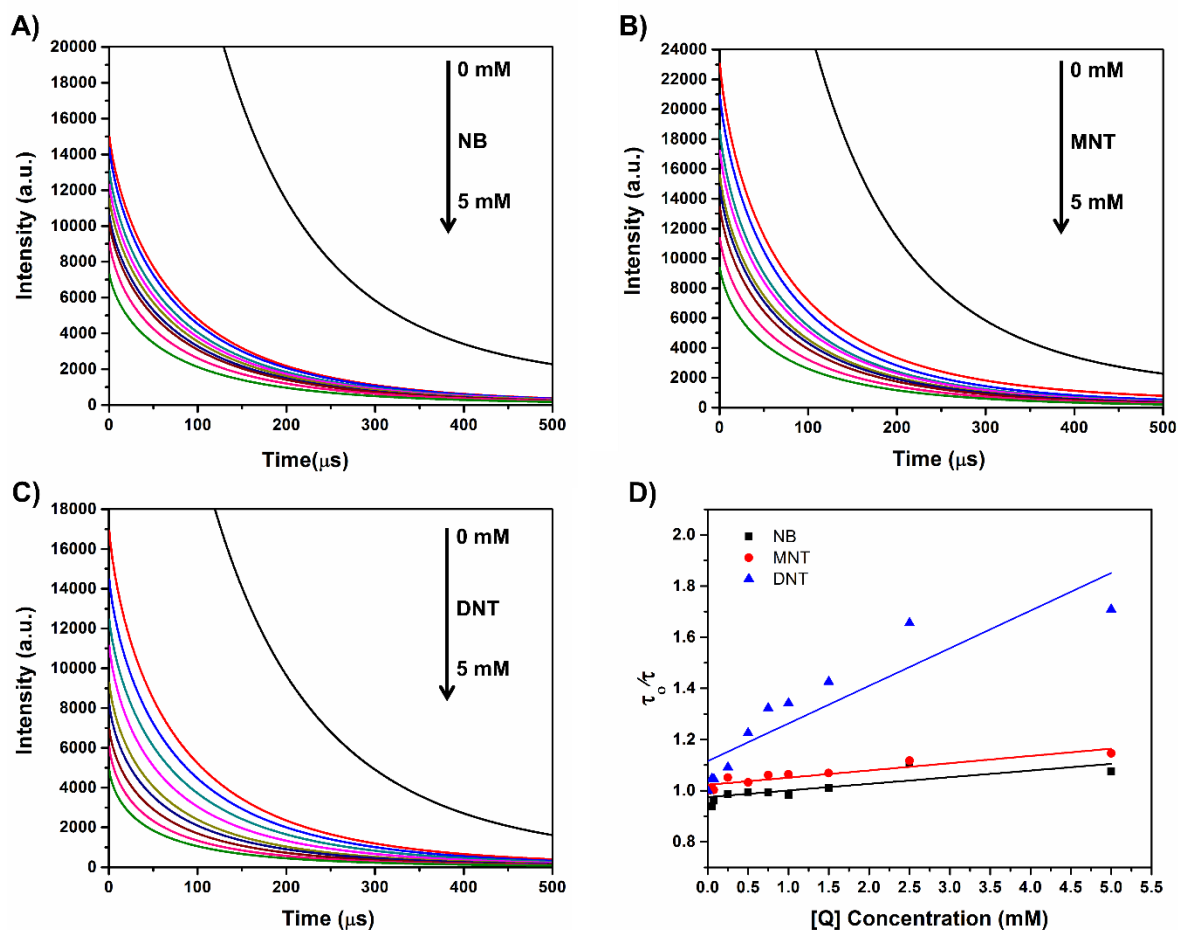 A)
20000
18000
16000
14000
12000
10000
8000
6000
4000
2000
0
Intensity (a.u.)
0 mM
NB
5 mM
0 100 200 300 400 500
Time(μs)
B)
24000
22000
20000
18000
16000
14000
12000
10000
8000
6000
4000
2000
0
Intensity (a.u.)
0 mM
MNT
5 mM
0 100 200 300 400 500
Time (μs)
C)
18000
16000
14000
12000
10000
8000
6000
4000
2000
0
Intensity (a.u.)
0 mM
DNT
5 mM
0 100 200 300 400 500
Time (μs)
D)
2.0
1.8
1.6
1.4
1.2
1.0
0.8
τo/τ
NB
MNT
DNT
0.0 0.5 1.0 1.5 2.0 2.5 3.0 3.5 4.0 4.5 5.0 5.5
[Q] Concentration (mM)